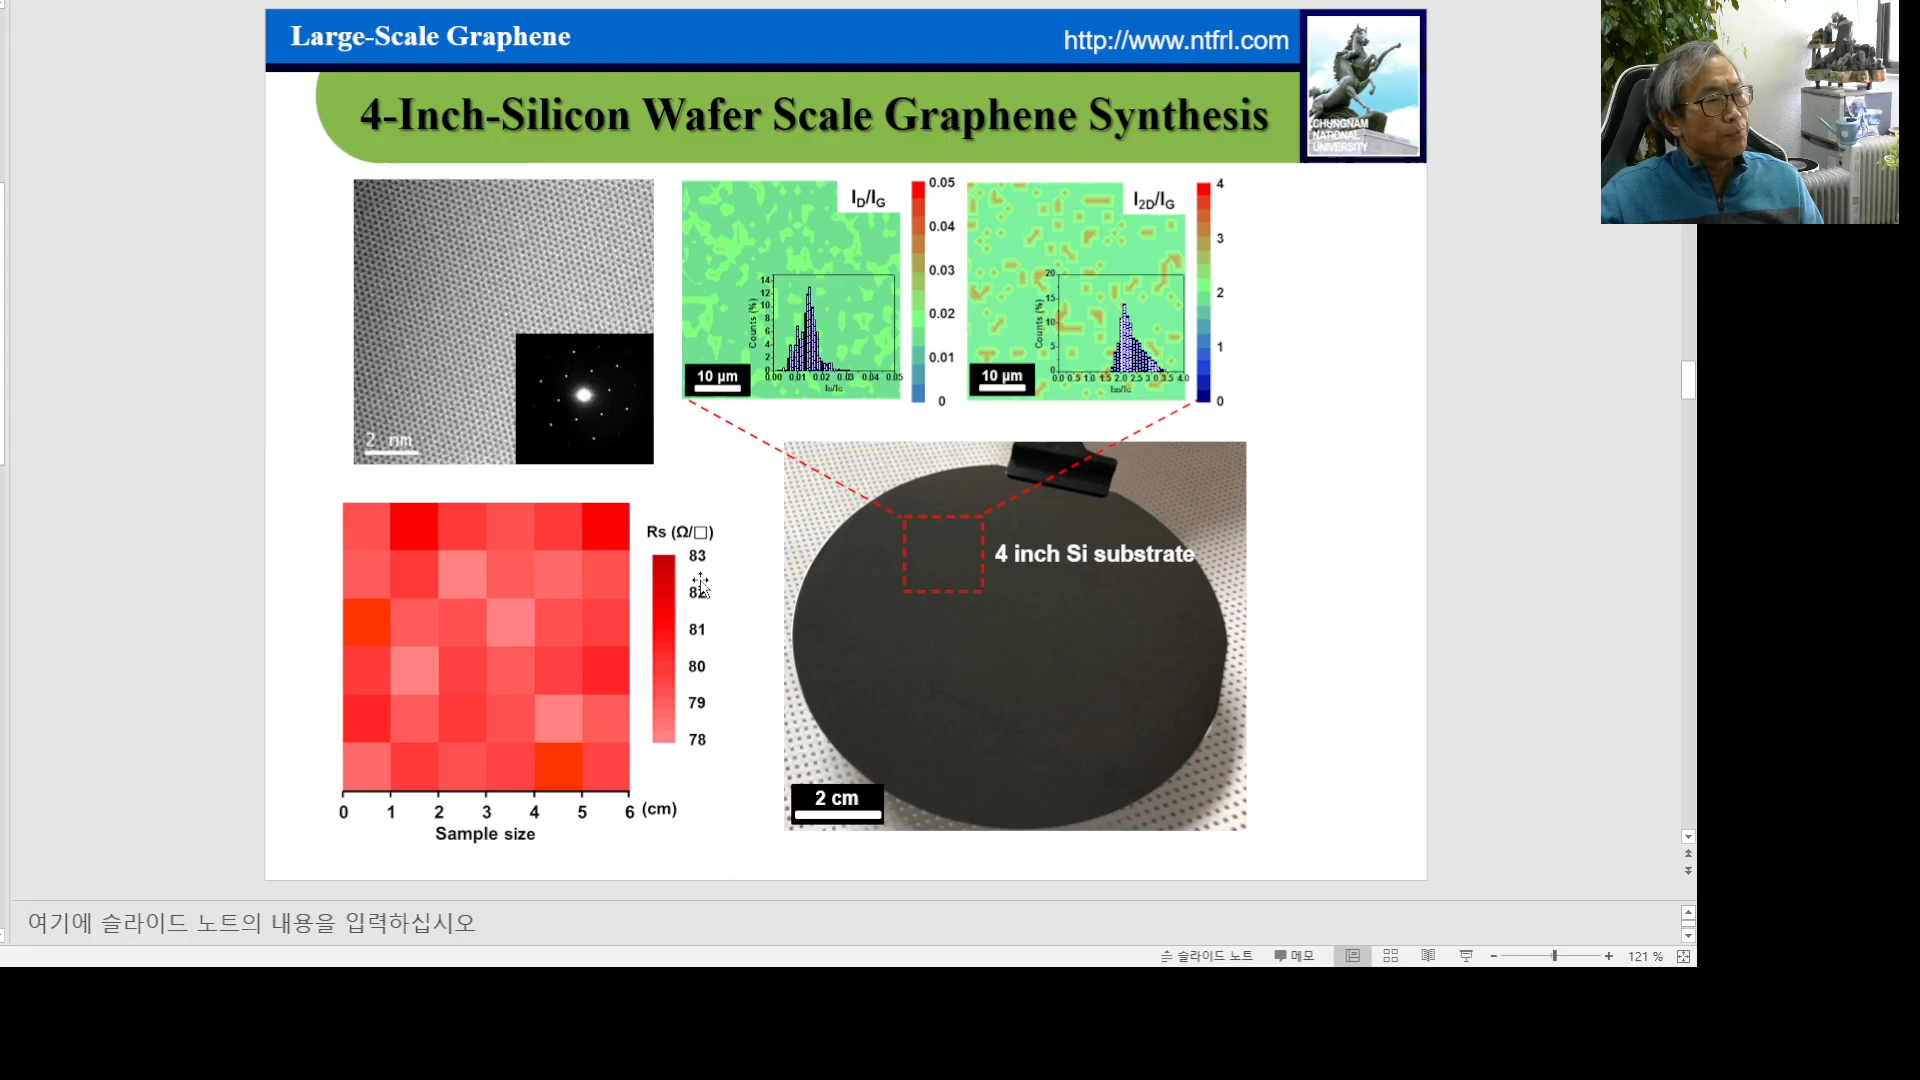 Large-Scale Graphene
http://www.ntfrl.com
CHUNGNAM
NATIONAL
UNIVERSITY
4-Inch-Silicon Wafer Scale Graphene Synthesis
2 nm
I_D/I_G
0.05
0.04
0.03
0.02
0.01
0
14
12
10
8
6
4
2
0
Counts (%)
0.00 0.01 0.02 0.03 0.04 0.05
I_D/I_G
10 µm
I_2D/I_G
4
3
2
1
0
20
15
10
5
0
Counts (%)
0.0 0.5 1.0 1.5 2.0 2.5 3.0 3.5 4.0
I_2D/I_G
10 µm
Rs (Ω/□)
83
82
81
80
79
78
0 1 2 3 4 5 6 (cm)
Sample size
4 inch Si substrate
2 cm
여기에 슬라이드 노트의 내용을 입력하십시오
슬라이드 노트 메모 121 %